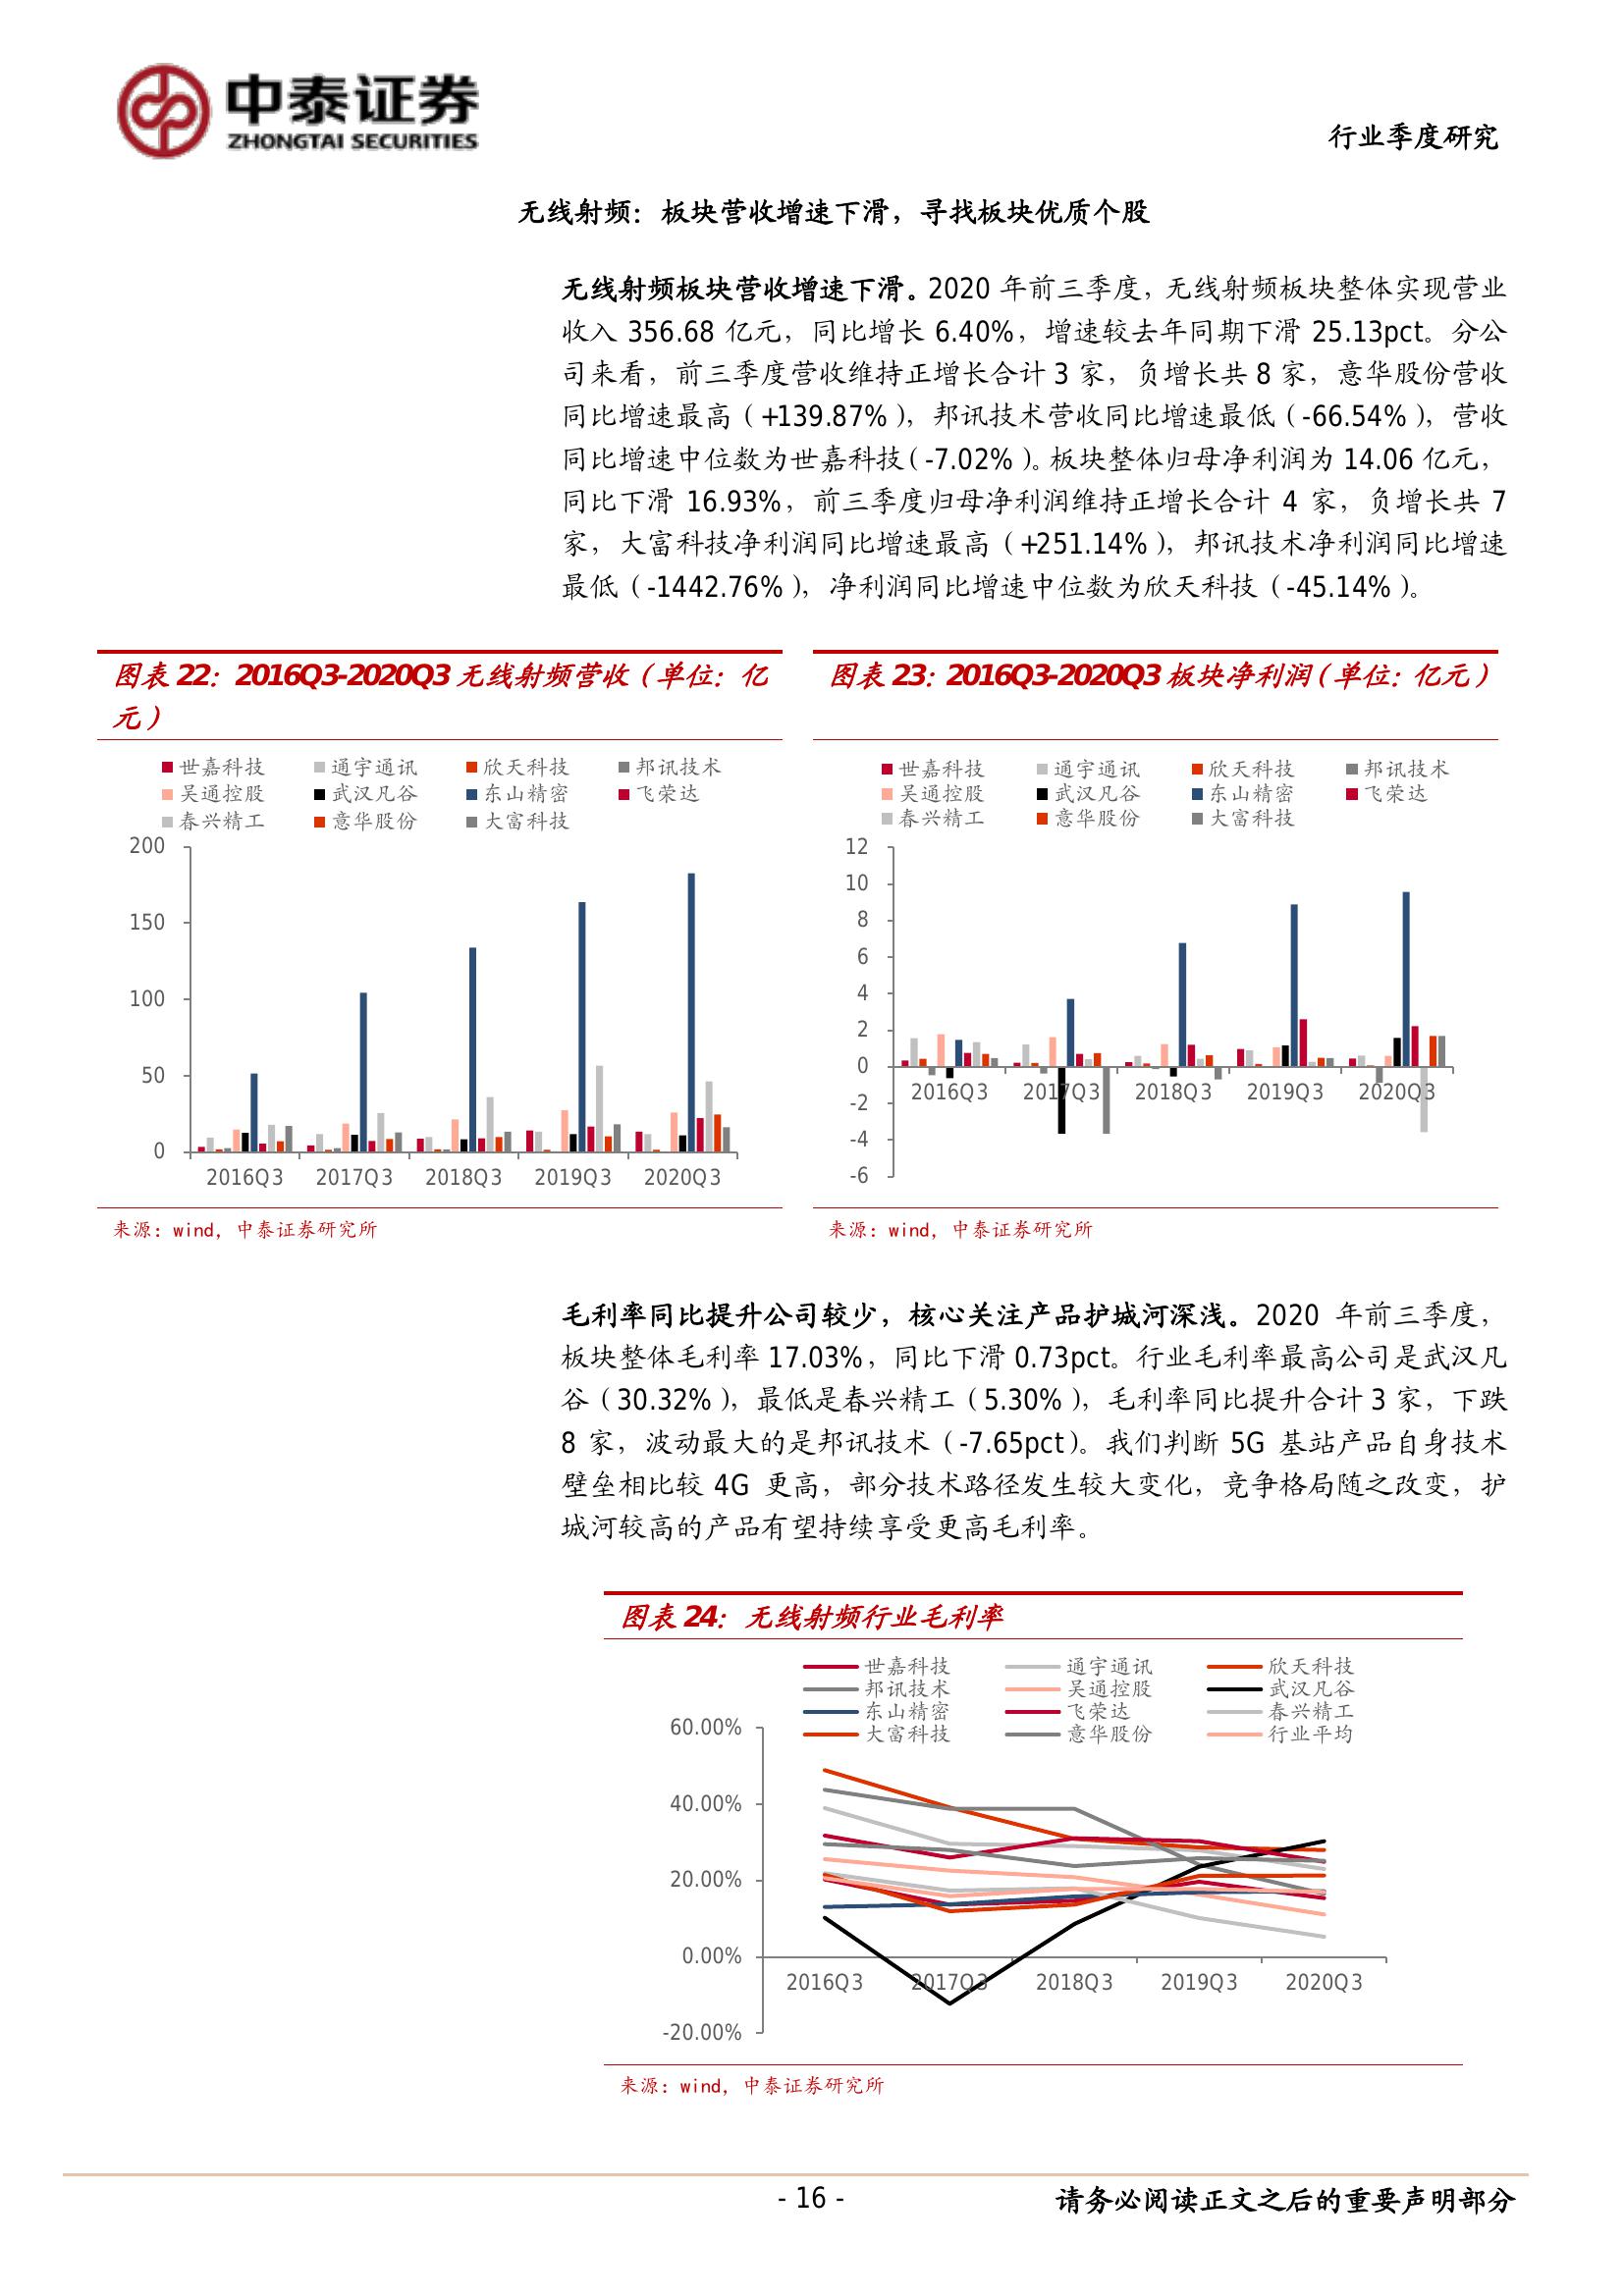 中泰证券
ZHONGTAI SECURITIES
行业季度研究
无线射频：板块营收增速下滑，寻找板块优质个股
无线射频板块营收增速下滑。2020 年前三季度，无线射频板块整体实现营业
收入 356.68 亿元，同比增长 6.40%，增速较去年同期下滑 25.13pct。分公
司来看，前三季度营收维持正增长合计 3 家，负增长共 8 家，意华股份营收
同比增速最高（+139.87%），邦讯技术营收同比增速最低（-66.54%），营收
同比增速中位数为世嘉科技（-7.02%）。板块整体归母净利润为 14.06 亿元，
同比下滑 16.93%，前三季度归母净利润维持正增长合计 4 家，负增长共 7
家，大富科技净利润同比增速最高（+251.14%），邦讯技术净利润同比增速
最低（-1442.76%），净利润同比增速中位数为欣天科技（-45.14%）。
图表 22：2016Q3-2020Q3 无线射频营收（单位：亿
元）
世嘉科技 通宇通讯 欣天科技 邦讯技术
吴通控股 武汉凡谷 东山精密 飞荣达
春兴精工 意华股份 大富科技
200
150
100
50
0
2016Q3 2017Q3 2018Q3 2019Q3 2020Q3
来源：wind，中泰证券研究所
图表 23：2016Q3-2020Q3 板块净利润（单位：亿元）
世嘉科技 通宇通讯 欣天科技 邦讯技术
吴通控股 武汉凡谷 东山精密 飞荣达
春兴精工 意华股份 大富科技
12
10
8
6
4
2
0
-2
-4
-6
2016Q3 2017Q3 2018Q3 2019Q3 2020Q3
来源：wind，中泰证券研究所
毛利率同比提升公司较少，核心关注产品护城河深浅。2020 年前三季度，
板块整体毛利率 17.03%，同比下滑 0.73pct。行业毛利率最高公司是武汉凡
谷（30.32%），最低是春兴精工（5.30%），毛利率同比提升合计 3 家，下跌
8 家，波动最大的是邦讯技术（-7.65pct）。我们判断 5G 基站产品自身技术
壁垒相比较 4G 更高，部分技术路径发生较大变化，竞争格局随之改变，护
城河较高的产品有望持续享受更高毛利率。
图表 24：无线射频行业毛利率
世嘉科技 通宇通讯 欣天科技
邦讯技术 吴通控股 武汉凡谷
东山精密 飞荣达 春兴精工
大富科技 意华股份 行业平均
60.00%
40.00%
20.00%
0.00%
-20.00%
2016Q3 2017Q3 2018Q3 2019Q3 2020Q3
来源：wind，中泰证券研究所
- 16 -
请务必阅读正文之后的重要声明部分